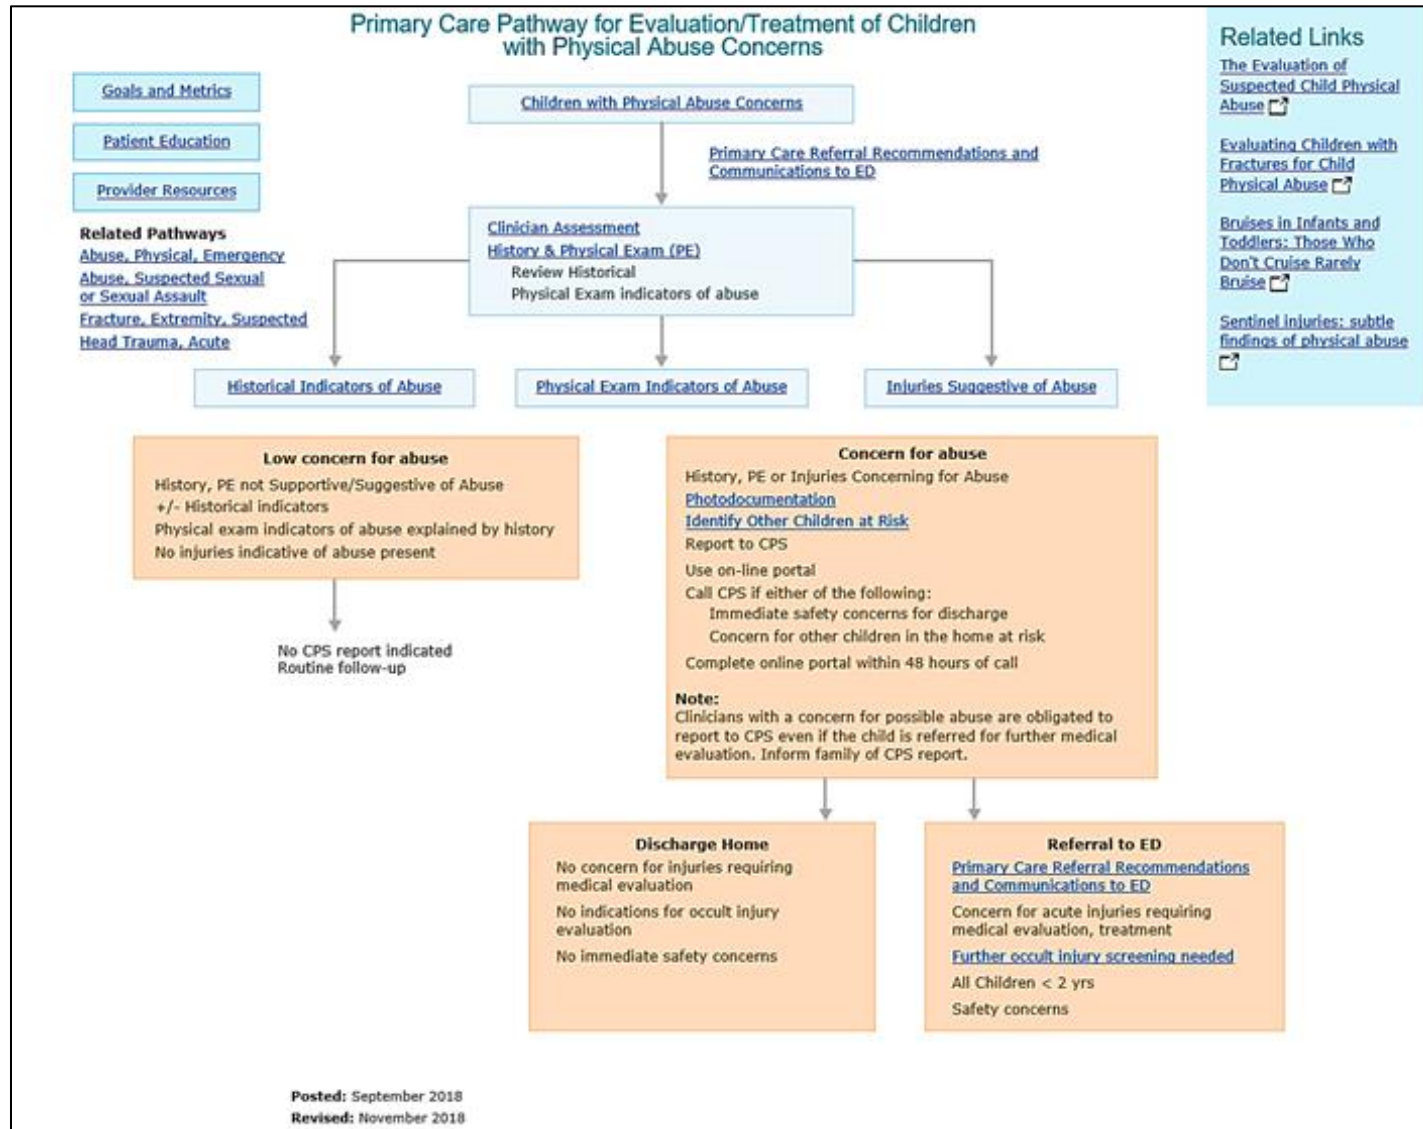 Primary Care Pathway for Evaluation/Treatment of Children
with Physical Abuse Concerns
Goals and Metrics
Patient Education
Provider Resources
Related Pathways
Abuse, Physical, Emergency
Abuse, Suspected Sexual
or Sexual Assault
Fracture, Extremity, Suspected
Head Trauma, Acute
Children with Physical Abuse Concerns
Primary Care Referral Recommendations and
Communications to ED
Clinician Assessment
History & Physical Exam (PE)
Review Historical
Physical Exam indicators of abuse
Historical Indicators of Abuse
Physical Exam Indicators of Abuse
Injuries Suggestive of Abuse
Low concern for abuse
History, PE not Supportive/Suggestive of Abuse
+/- Historical indicators
Physical exam indicators of abuse explained by history
No injuries indicative of abuse present
No CPS report indicated
Routine follow-up
Concern for abuse
History, PE or Injuries Concerning for Abuse
Photodocumentation
Identify Other Children at Risk
Report to CPS
Use on-line portal
Call CPS if either of the following:
Immediate safety concerns for discharge
Concern for other children in the home at risk
Complete online portal within 48 hours of call
Note:
Clinicians with a concern for possible abuse are obligated to
report to CPS even if the child is referred for further medical
evaluation. Inform family of CPS report.
Discharge Home
No concern for injuries requiring
medical evaluation
No indications for occult injury
evaluation
No immediate safety concerns
Referral to ED
Primary Care Referral Recommendations
and Communications to ED
Concern for acute injuries requiring
medical evaluation, treatment
Further occult injury screening needed
All Children < 2 yrs
Safety concerns
Related Links
The Evaluation of
Suspected Child Physical
Abuse
Evaluating Children with
Fractures for Child
Physical Abuse
Bruises in Infants and
Toddlers: Those Who
Don't Cruise Rarely
Bruise
Sentinel injuries: subtle
findings of physical abuse
Posted: September 2018
Revised: November 2018